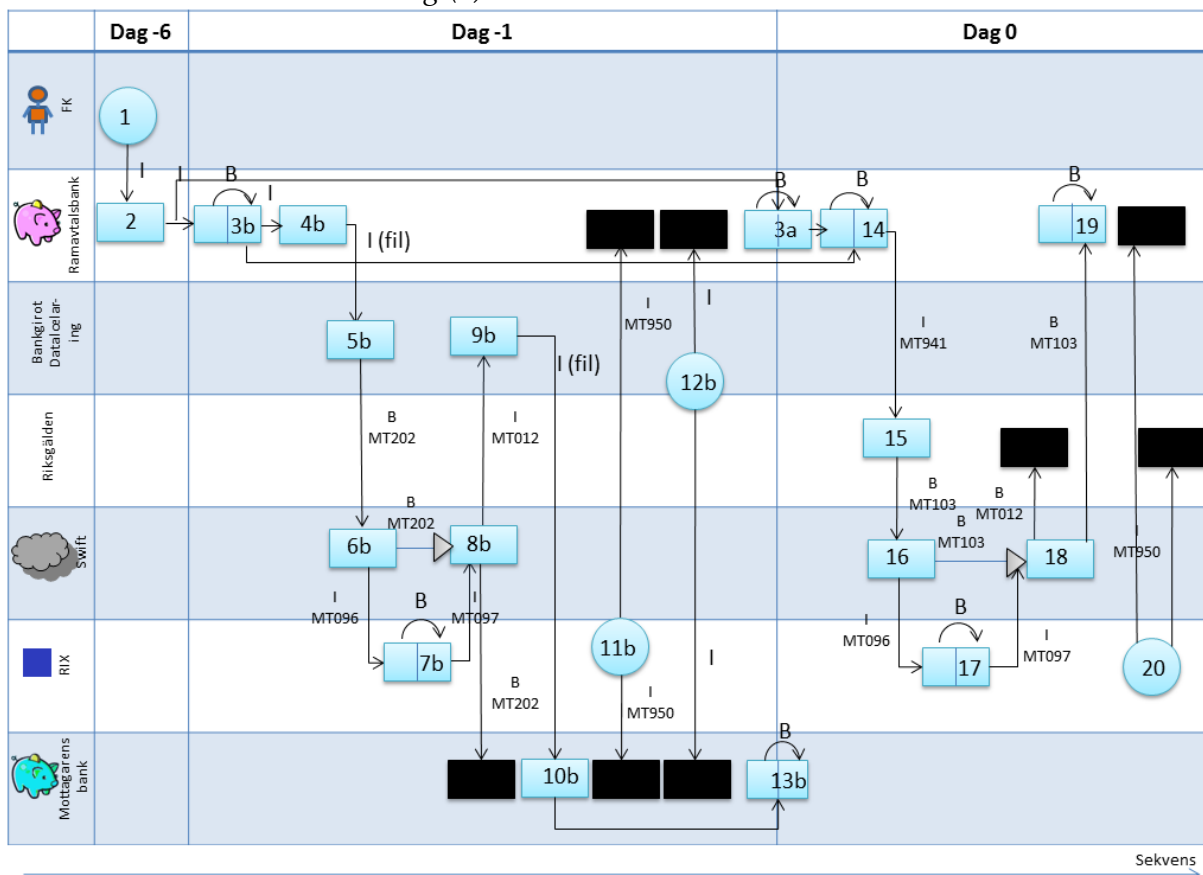 Dag -6
Dag -1
Dag 0
FK
1
I
I
Ramavtalsbank
2
B
3b
I
4b
I (fil)
B
3a
B
14
B
19
Bankgirot
Datalcelar-
ing
5b
9b
I (fil)
I
MT950
I
12b
I
MT941
B
MT103
Riksgälden
B
MT202
I
MT012
15
B
MT103
B
MT012
Swift
B
MT202
6b
8b
16
B
MT103
18
I
MT950
RIX
I
MT096
B
7b
I
MT097
B
MT202
11b
I
MT950
I
I
MT096
B
17
I
MT097
20
Mottagarens
bank
10b
B
13b
Sekvens